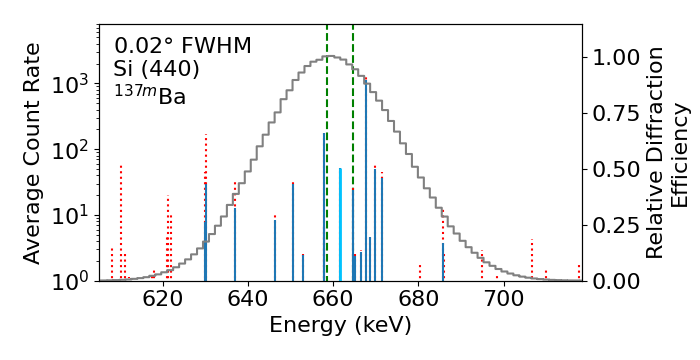 0.02° FWHM
Si (440)
¹³⁷ᵐBa
Average Count Rate
10³
10²
10¹
10⁰
1.00
0.75
0.50
0.25
0.00
Relative Diffraction
Efficiency
620 640 660 680 700
Energy (keV)